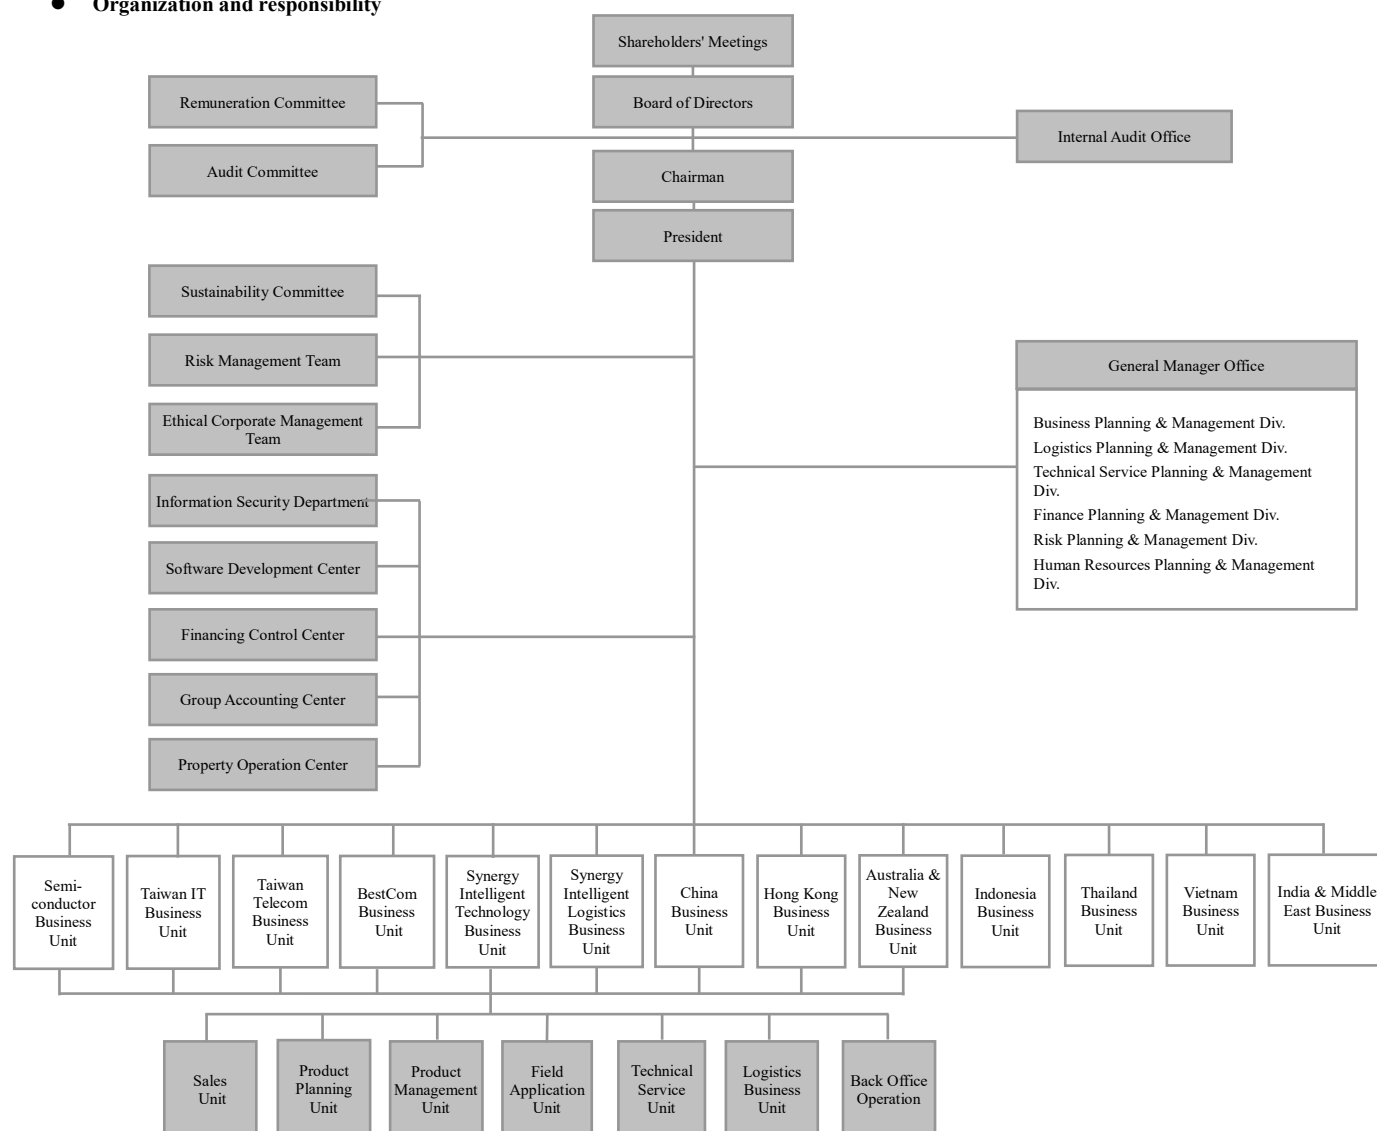 ● Organization and responsibility
Shareholders' Meetings
Remuneration Committee
Board of Directors
Internal Audit Office
Audit Committee
Chairman
President
Sustainability Committee
Risk Management Team
Ethical Corporate Management
Team
General Manager Office
Business Planning & Management Div.
Logistics Planning & Management Div.
Technical Service Planning & Management
Div.
Finance Planning & Management Div.
Risk Planning & Management Div.
Human Resources Planning & Management
Div.
Information Security Department
Software Development Center
Financing Control Center
Group Accounting Center
Property Operation Center
Semi-
conductor
Business
Unit
Taiwan IT
Business
Unit
Taiwan
Telecom
Business
Unit
BestCom
Business
Unit
Synergy
Intelligent
Technology
Business
Unit
Synergy
Intelligent
Logistics
Business
Unit
China
Business
Unit
Hong Kong
Business
Unit
Australia &
New
Zealand
Business
Unit
Indonesia
Business
Unit
Thailand
Business
Unit
Vietnam
Business
Unit
India & Middle
East Business
Unit
Sales
Unit
Product
Planning
Unit
Product
Management
Unit
Field
Application
Unit
Technical
Service
Unit
Logistics
Business
Unit
Back Office
Operation